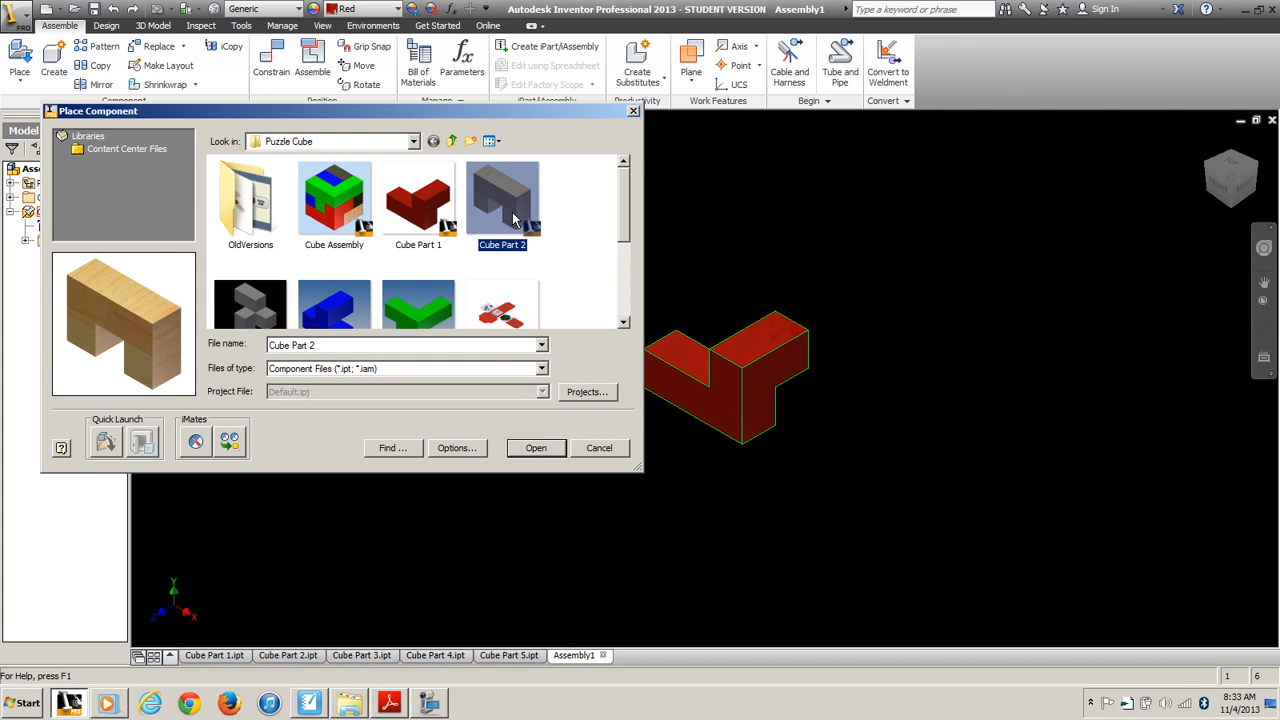 Generic
Red
Autodesk Inventor Professional 2013 - STUDENT VERSION Assembly1
Type a keyword or phrase
Sign In
PRO
Assemble
Design
3D Model
Inspect
Tools
Manage
View
Environments
Get Started
Online
Place
Create
Pattern
Copy
Mirror
Replace
Make Layout
Shrinkwrap
iCopy
Constrain
Assemble
Grip Snap
Move
Rotate
Bill of
Materials
Parameters
Create iPart/iAssembly
Edit using Spreadsheet
Edit Factory Scope
Create
Substitutes
Plane
Axis
Point
UCS
Cable and
Harness
Tube and
Pipe
Convert to
Weldment
Component
Position
Manage
iPart/iAssembly
Productivity
Work Features
Begin
Convert
Model
Place Component
Libraries
Content Center Files
Look in:
Puzzle Cube
OldVersions
Cube Assembly
Cube Part 1
Cube Part 2
File name:
Cube Part 2
Files of type:
Component Files (*.ipt; *.iam)
Project File:
Default.ipj
Projects...
Quick Launch
iMates
Find ...
Options...
Open
Cancel
Y
Z
X
Cube Part 1.ipt
Cube Part 2.ipt
Cube Part 3.ipt
Cube Part 4.ipt
Cube Part 5.ipt
Assembly1
For Help, press F1
1
6
Start
8:33 AM
11/4/2013